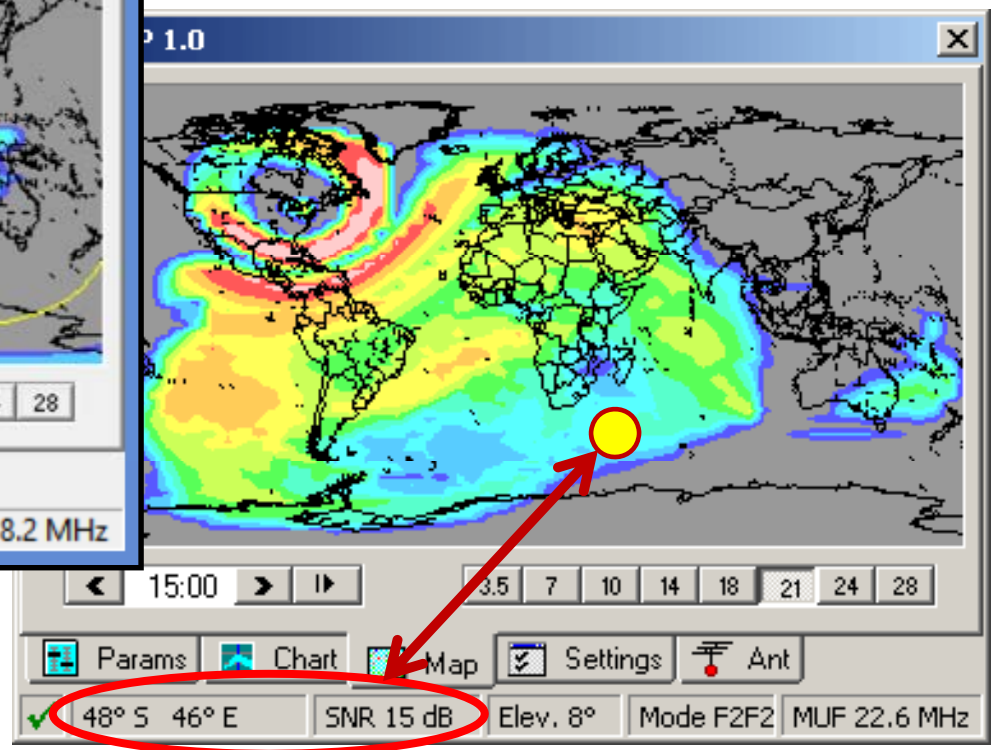 P 1.0
28
8.2 MHz
15:00
3.5 7 10 14 18 21 24 28
Params Chart Map Settings Ant
48° S 46° E SNR 15 dB Elev. 8° Mode F2F2 MUF 22.6 MHz